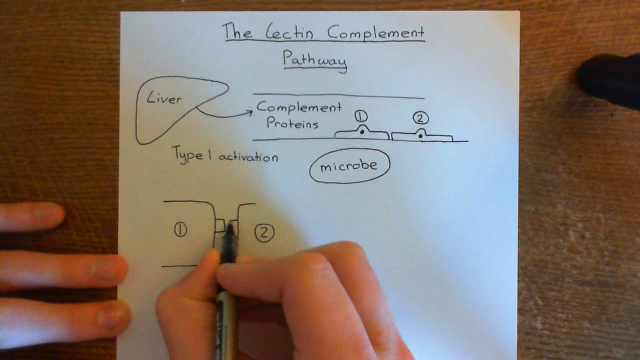 The Lectin Complement
Pathway
Liver
Complement
Proteins
① ②
Type 1 activation
microbe
① ②